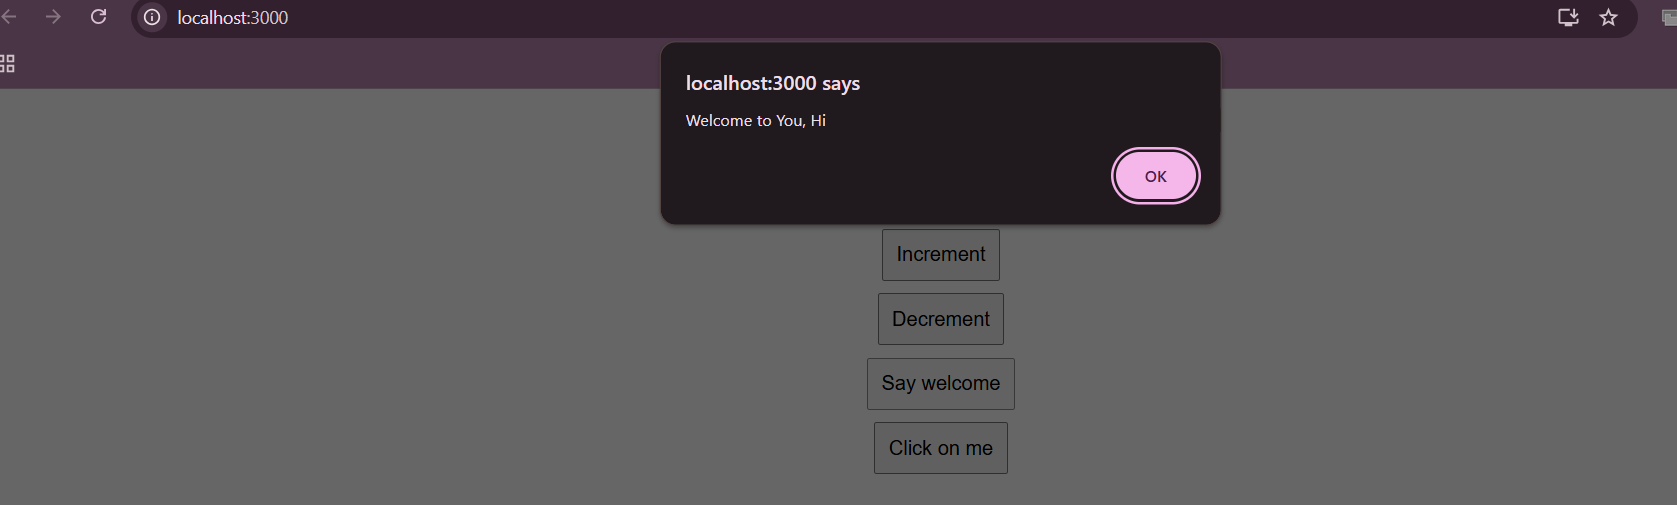 localhost:3000
localhost:3000 says
Welcome to You, Hi
OK
Increment
Decrement
Say welcome
Click on me